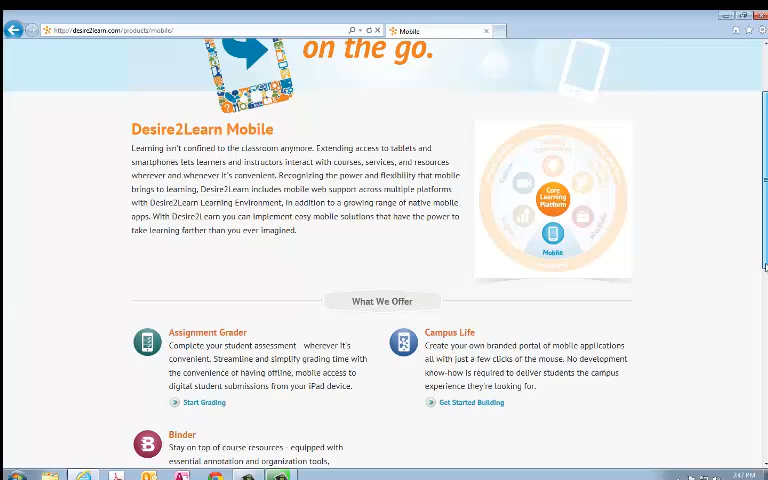 http://desire2learn.com/products/mobile/
Mobile
on the go.
Desire2Learn Mobile
Learning isn't confined to the classroom anymore. Extending access to tablets and
smartphones lets learners and instructors interact with courses, services, and resources
wherever and whenever it's convenient. Recognizing the power and flexibility that mobile
brings to learning, Desire2Learn includes mobile web support across multiple platforms
with Desire2Learn Learning Environment, in addition to a growing range of native mobile
apps. With Desire2Learn you can implement easy mobile solutions that have the power to
take learning farther than you ever imagined.
Core
Learning
Platform
Mobile
What We Offer
Assignment Grader
Complete your student assessment - wherever it's
convenient. Streamline and simplify grading time with
the convenience of having offline, mobile access to
digital student submissions from your iPad device.
Start Grading
Campus Life
Create your own branded portal of mobile applications
all with just a few clicks of the mouse. No development
know-how is required to deliver students the campus
experience they're looking for.
Get Started Building
Binder
Stay on top of course resources - equipped with
essential annotation and organization tools,
3:47 PM